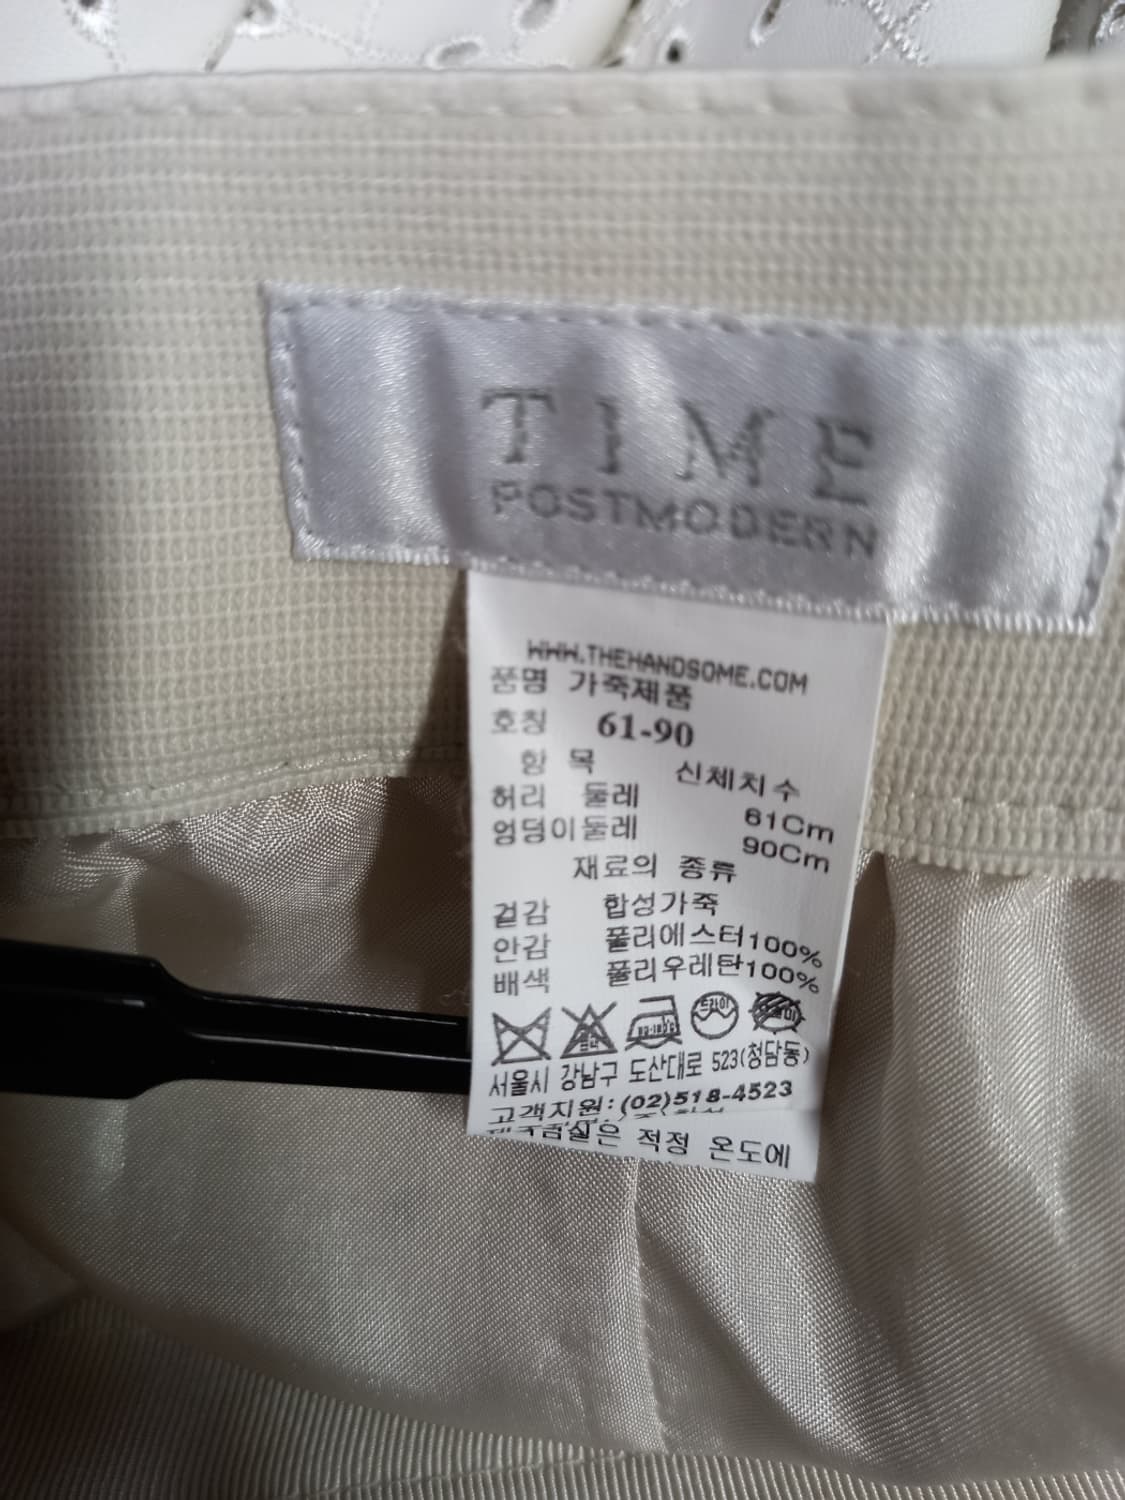 TIME
POSTMODERN
WWW.THEHANDSOME.COM
품명 가죽제품
호칭 61-90
항 목 신체치수
허리 둘레 61Cm
엉덩이둘레 90Cm
재료의 종류
겉감 합성가죽
안감 폴리에스터100%
배색 폴리우레탄100%
드라이
서울시 강남구 도산대로 523(청담동)
고객지원:(02)518-4523
은 적정 온도에